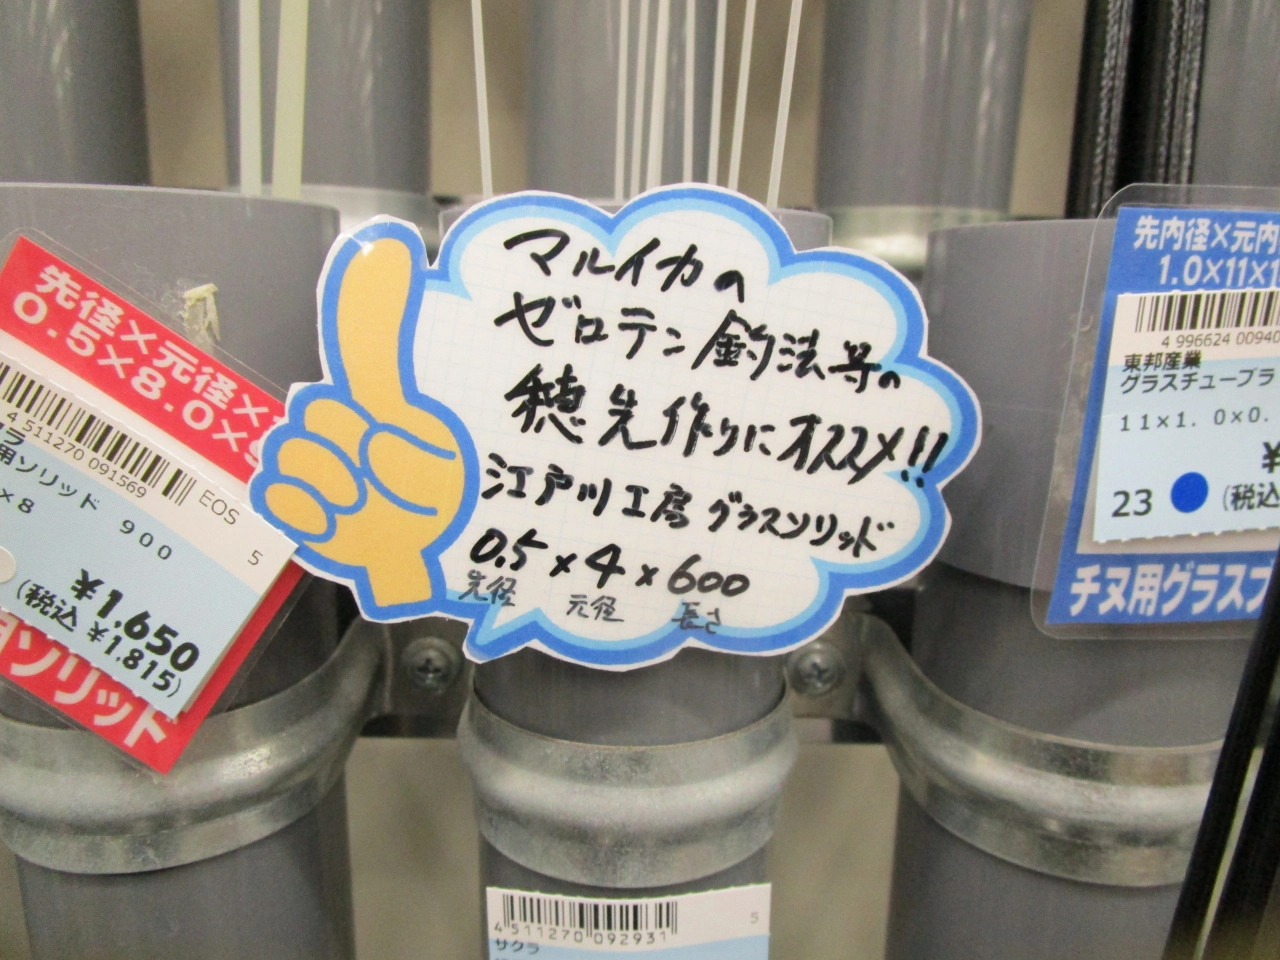 マルイカの
ゼロテン釣法等の
穂先作りにオススメ!!
江戸川工房グラスソリッド
0.5×4×600
先径 元径 長さ
先径×元径×
0.5×8.0×9
4 511270 091569
EOS
用ソリッド 900
×8
5
¥1,650
(税込 ¥1,815)
ソリッド
先内径×元内
1.0×11×1
4 996624 00940
東邦産業
グラスチューブラ
11×1. 0×0.
¥
23
(税込
チヌ用グラス
4 511270 092931
5
サクラ